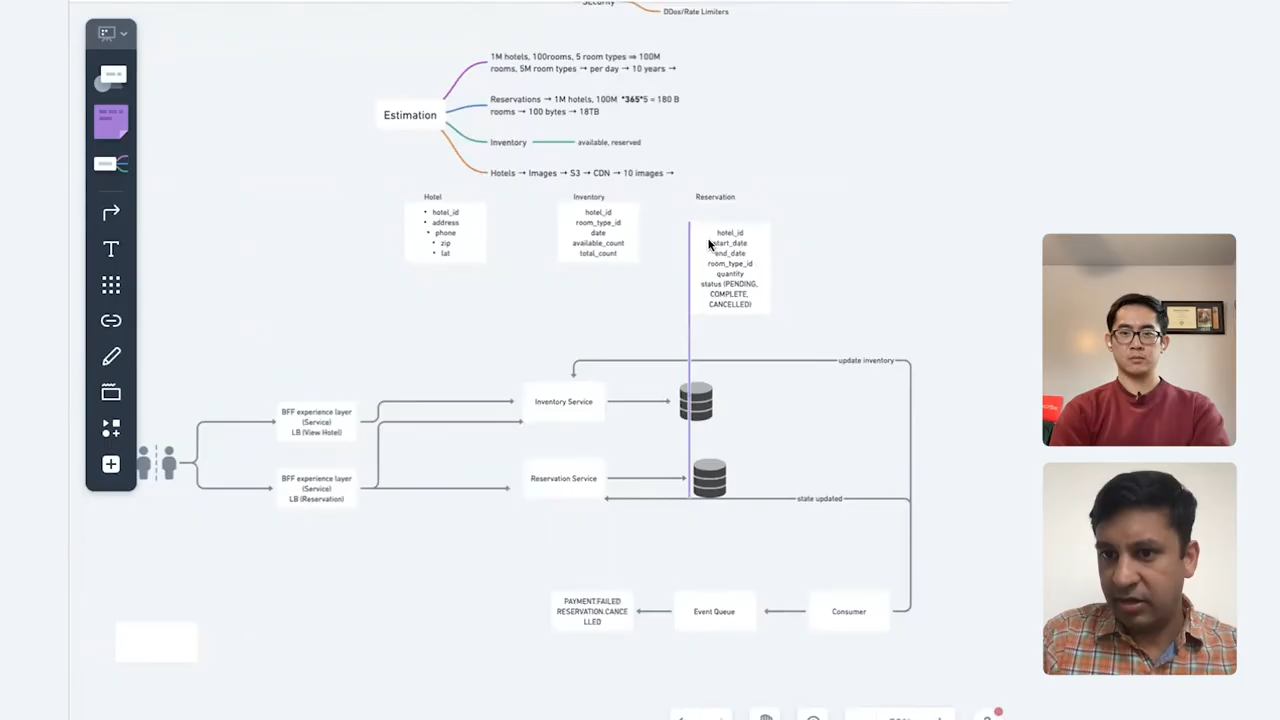 DDos/Rate Limiters
1M hotels, 100rooms, 5 room types ⇒ 100M
rooms, 5M room types → per day → 10 years →
Reservations → 1M hotels, 100M *365*5 = 180 B
rooms → 100 bytes → 18TB
Estimation
Inventory
available, reserved
Hotels → Images → S3 → CDN → 10 images →
Hotel
• hotel_id
• address
• phone
• zip
• lat
Inventory
hotel_id
room_type_id
date
available_count
total_count
Reservation
hotel_id
start_date
end_date
room_type_id
quantity
status (PENDING,
COMPLETE,
CANCELLED)
update inventory
Inventory Service
BFF experience layer
(Service)
LB (View Hotel)
BFF experience layer
(Service)
LB (Reservation)
Reservation Service
state updated
PAYMENT.FAILED
RESERVATION.CANCE
LLED
Event Queue
Consumer